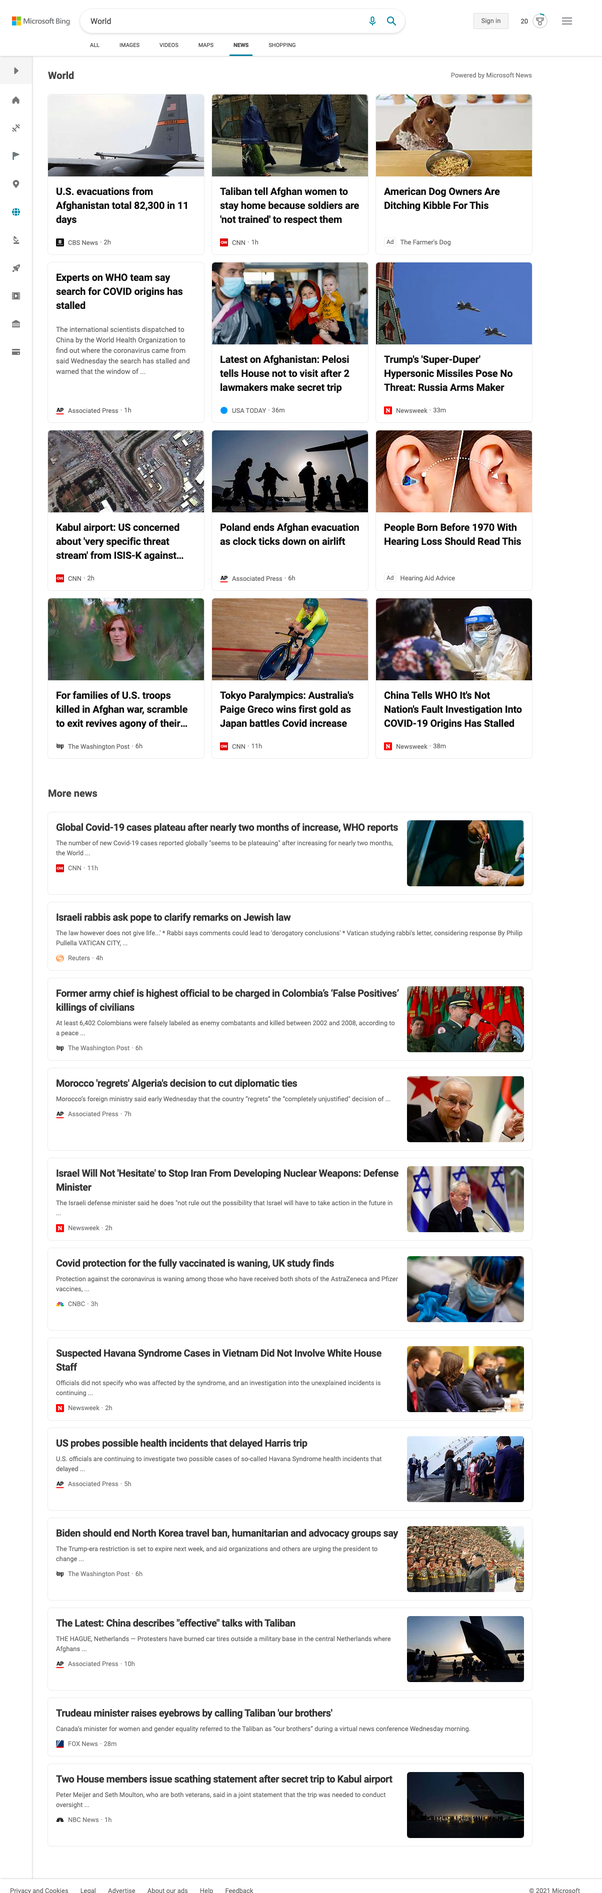 Microsoft Bing
World
Sign in
20
ALL
IMAGES
VIDEOS
MAPS
NEWS
SHOPPING
World
Powered by Microsoft News
U.S. evacuations from
Afghanistan total 82,300 in 11
days
CBS News · 2h
Taliban tell Afghan women to
stay home because soldiers are
'not trained' to respect them
CNN · 1h
American Dog Owners Are
Ditching Kibble For This
Ad The Farmer's Dog
Experts on WHO team say
search for COVID origins has
stalled
The international scientists dispatched to
China by the World Health Organization to
find out where the coronavirus came from
said Wednesday the search has stalled and
warned that the window of ...
AP Associated Press · 1h
Latest on Afghanistan: Pelosi
tells House not to visit after 2
lawmakers make secret trip
USA TODAY · 36m
Trump's 'Super-Duper'
Hypersonic Missiles Pose No
Threat: Russia Arms Maker
N Newsweek · 33m
Kabul airport: US concerned
about 'very specific threat
stream' from ISIS-K against...
CNN · 2h
Poland ends Afghan evacuation
as clock ticks down on airlift
AP Associated Press · 6h
People Born Before 1970 With
Hearing Loss Should Read This
Ad Hearing Aid Advice
For families of U.S. troops
killed in Afghan war, scramble
to exit revives agony of their...
wp The Washington Post · 6h
Tokyo Paralympics: Australia's
Paige Greco wins first gold as
Japan battles Covid increase
CNN · 11h
China Tells WHO It's Not
Nation's Fault Investigation Into
COVID-19 Origins Has Stalled
N Newsweek · 38m
More news
Global Covid-19 cases plateau after nearly two months of increase, WHO reports
The number of new Covid-19 cases reported globally "seems to be plateauing" after increasing for nearly two months,
the World ...
CNN · 11h
Israeli rabbis ask pope to clarify remarks on Jewish law
The law however does not give life...' * Rabbi says comments could lead to 'derogatory conclusions' * Vatican studying rabbi's letter, considering response By Philip
Pullella VATICAN CITY, ...
Reuters · 4h
Former army chief is highest official to be charged in Colombia's 'False Positives'
killings of civilians
At least 6,402 Colombians were falsely labeled as enemy combatants and killed between 2002 and 2008, according to
a peace ...
wp The Washington Post · 6h
Morocco 'regrets' Algeria's decision to cut diplomatic ties
Morocco's foreign ministry said early Wednesday that the country "regrets" the "completely unjustified" decision of ...
AP Associated Press · 7h
Israel Will Not 'Hesitate' to Stop Iran From Developing Nuclear Weapons: Defense
Minister
The Israeli defense minister said he does "not rule out the possibility that Israel will have to take action in the future in
...
N Newsweek · 2h
Covid protection for the fully vaccinated is waning, UK study finds
Protection against the coronavirus is waning among those who have received both shots of the AstraZeneca and Pfizer
vaccines, ...
CNBC · 3h
Suspected Havana Syndrome Cases in Vietnam Did Not Involve White House
Staff
Officials did not specify who was affected by the syndrome, and an investigation into the unexplained incidents is
continuing ...
N Newsweek · 2h
US probes possible health incidents that delayed Harris trip
U.S. officials are continuing to investigate two possible cases of so-called Havana Syndrome health incidents that
delayed ...
AP Associated Press · 5h
Biden should end North Korea travel ban, humanitarian and advocacy groups say
The Trump-era restriction is set to expire next week, and aid organizations and others are urging the president to
change ...
wp The Washington Post · 6h
The Latest: China describes "effective" talks with Taliban
THE HAGUE, Netherlands — Protesters have burned car tires outside a military base in the central Netherlands where
Afghans ...
AP Associated Press · 10h
Trudeau minister raises eyebrows by calling Taliban 'our brothers'
Canada's minister for women and gender equality referred to the Taliban as "our brothers" during a virtual news conference Wednesday morning.
FOX News · 28m
Two House members issue scathing statement after secret trip to Kabul airport
Peter Meijer and Seth Moulton, who are both veterans, said in a joint statement that the trip was needed to conduct
oversight ...
NBC News · 1h
Privacy and Cookies
Legal
Advertise
About our ads
Help
Feedback
© 2021 Microsoft